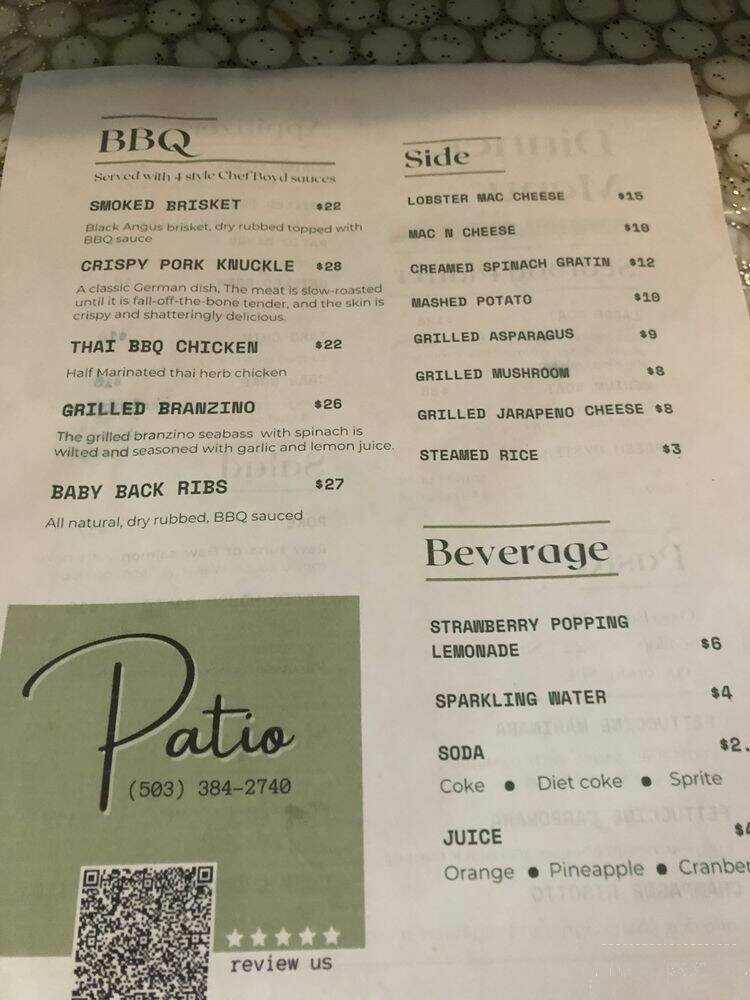 BBQ
Served with 4 style Chef Boyd sauces
SMOKED BRISKET $22
Black Angus brisket, dry rubbed topped with
BBQ sauce
CRISPY PORK KNUCKLE $28
A classic German dish, The meat is slow-roasted
until it is fall-off-the-bone tender, and the skin is
crispy and shatteringly delicious.
THAI BBQ CHICKEN $22
Half Marinated thai herb chicken
GRILLED BRANZINO $26
The grilled branzino seabass with spinach is
wilted and seasoned with garlic and lemon juice.
BABY BACK RIBS $27
All natural, dry rubbed, BBQ sauced
Patio
(503) 384-2740
review us
Side
LOBSTER MAC CHEESE $15
MAC N CHEESE $10
CREAMED SPINACH GRATIN $12
MASHED POTATO $10
GRILLED ASPARAGUS $9
GRILLED MUSHROOM $8
GRILLED JARAPENO CHEESE $8
STEAMED RICE $3
Beverage
STRAWBERRY POPPING
LEMONADE $6
SPARKLING WATER $4
SODA $2.
Coke ● Diet coke ● Sprite
JUICE $4
Orange ● Pineapple ● Cranber